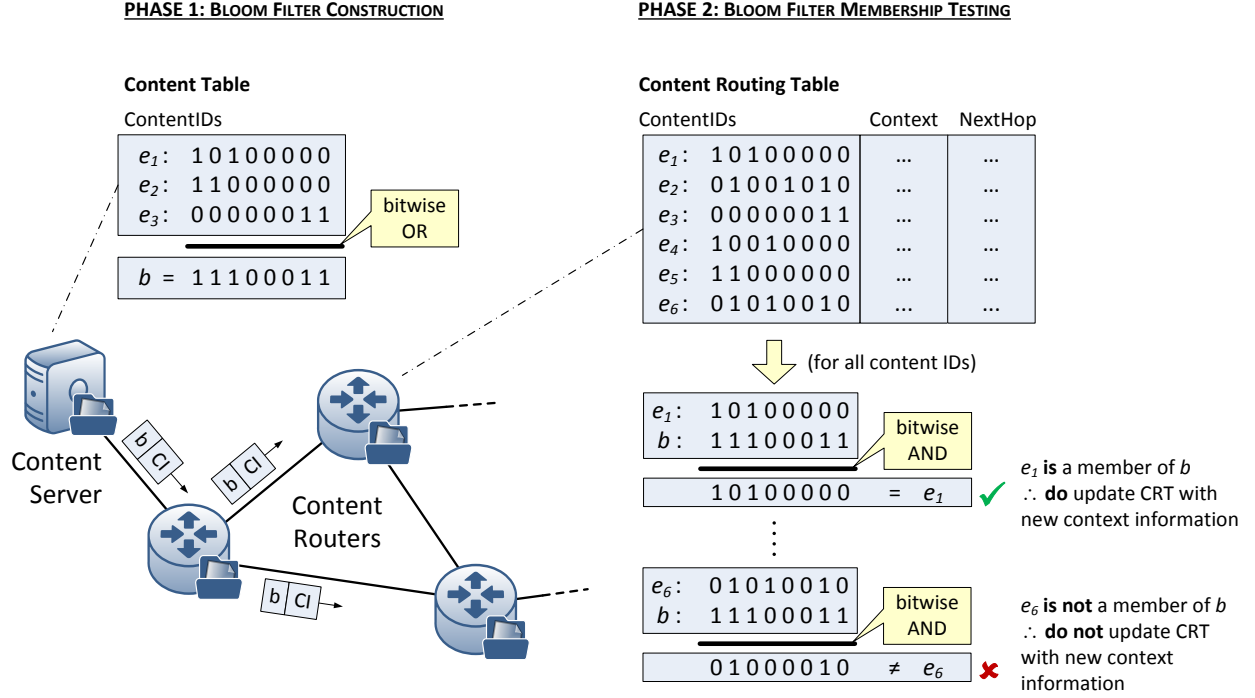 PHASE 1: BLOOM FILTER CONSTRUCTION
Content Table
ContentIDs
e1: 10100000
e2: 11000000
e3: 00000011
bitwise
OR
b = 11100011
Content
Server
b CI
b CI
b CI
Content
Routers
PHASE 2: BLOOM FILTER MEMBERSHIP TESTING
Content Routing Table
ContentIDs Context NextHop
e1: 10100000 ... ...
e2: 01001010 ... ...
e3: 00000011 ... ...
e4: 10010000 ... ...
e5: 11000000 ... ...
e6: 01010010 ... ...
(for all content IDs)
e1: 10100000
b: 11100011
bitwise
AND
10100000 = e1
e1 is a member of b
∴ do update CRT with
new context information
e6: 01010010
b: 11100011
bitwise
AND
01000010 ≠ e6
e6 is not a member of b
∴ do not update CRT
with new context
information